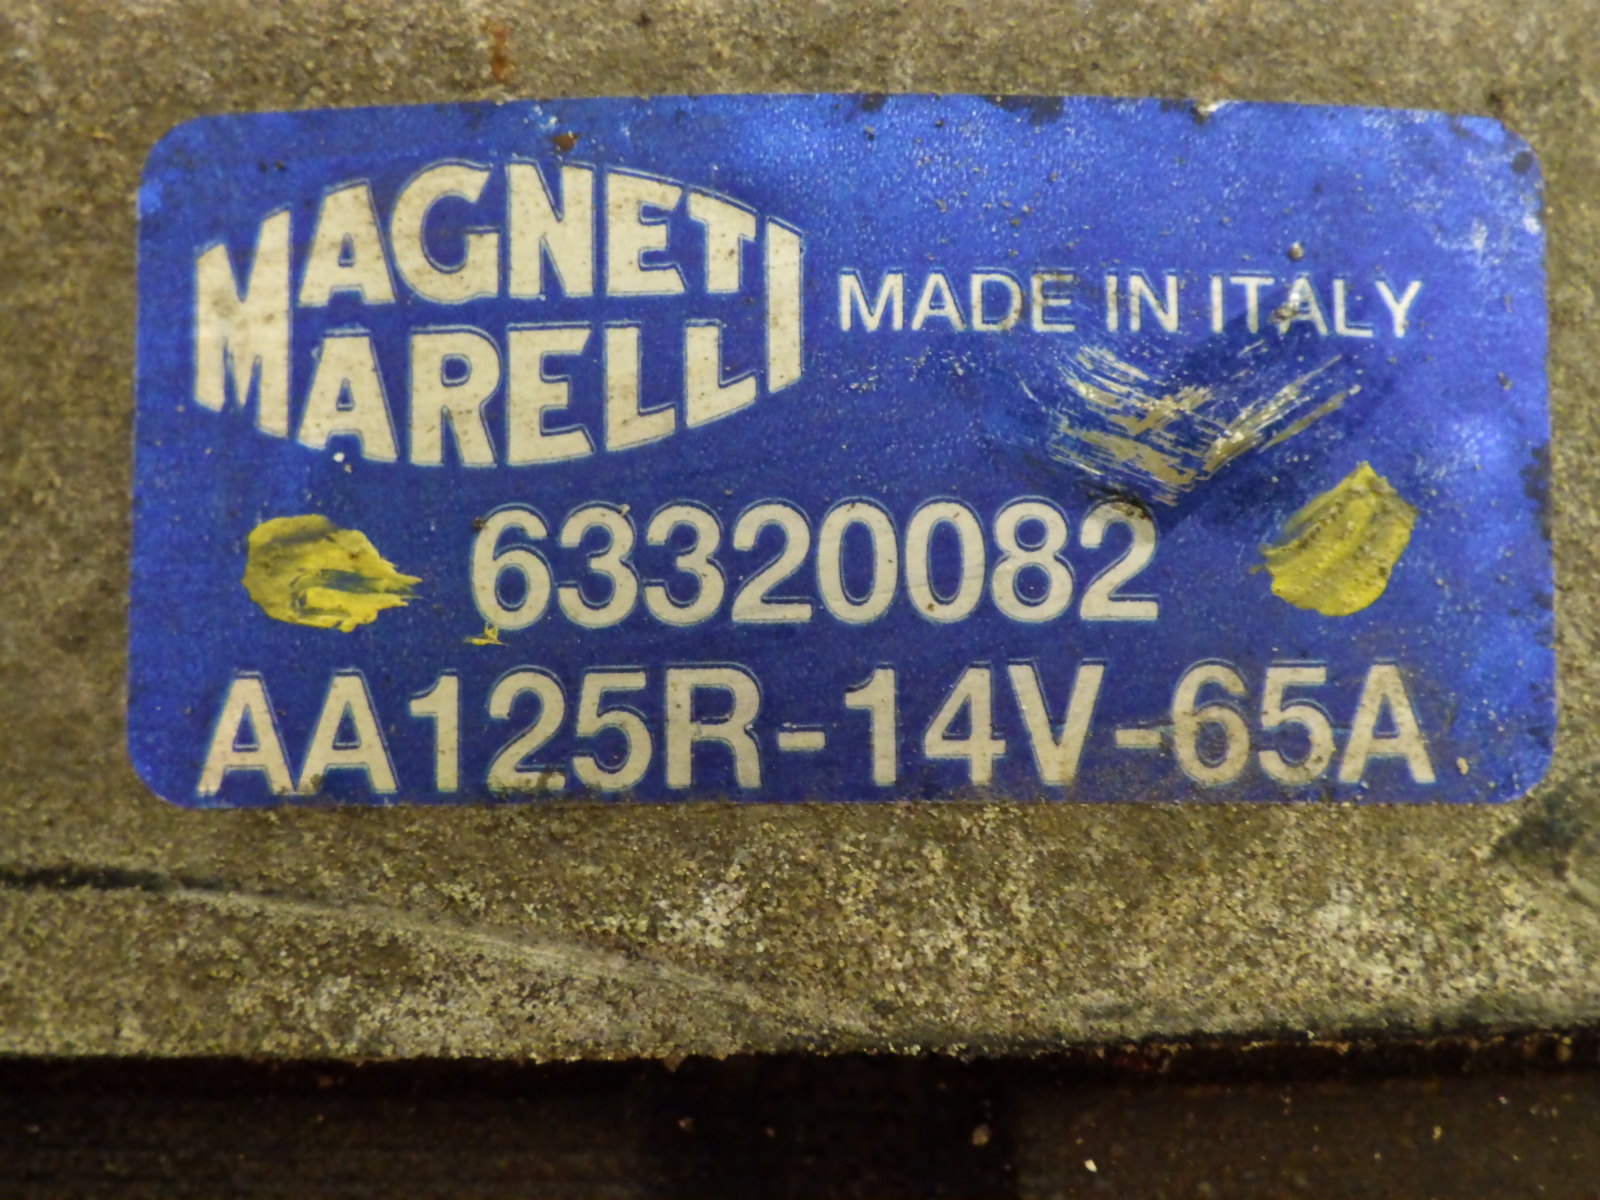 MAGNETI
MARELLI
MADE IN ITALY
63320082
AA125R-14V-65A